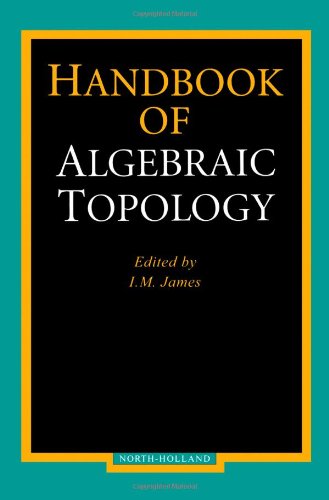 HANDBOOK
OF
ALGEBRAIC
TOPOLOGY
Edited by
I.M. James
NORTH-HOLLAND